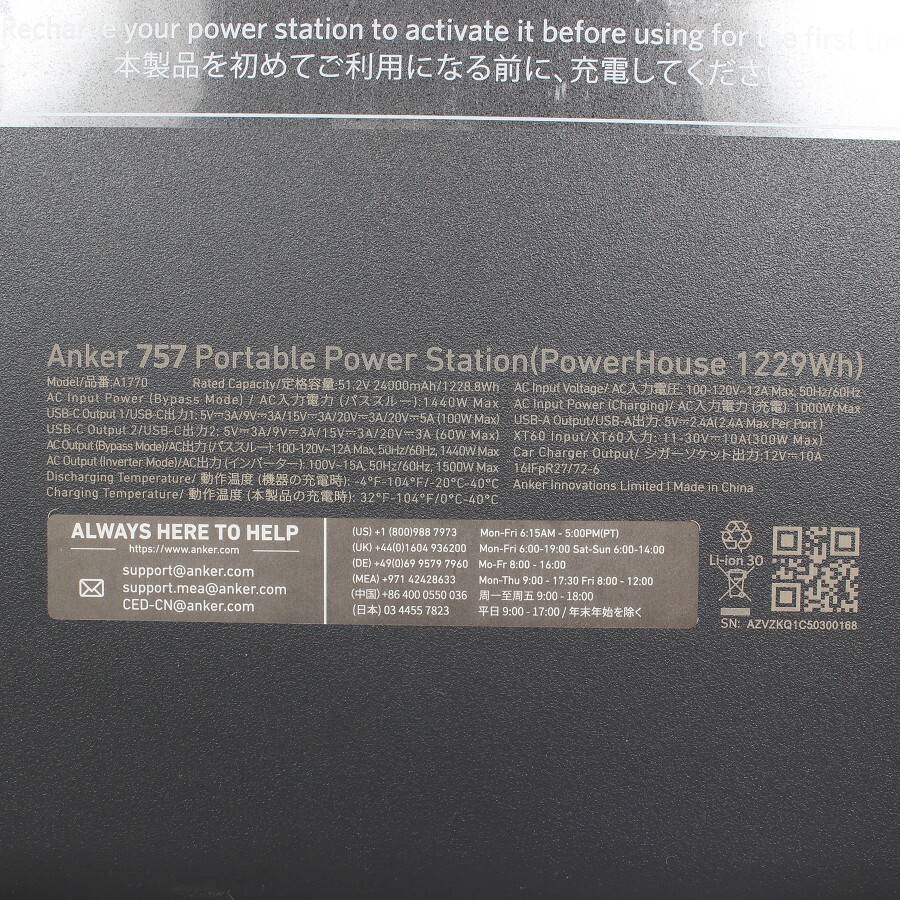 Recharge your power station to activate it before using for the first
本製品を初めてご利用になる前に、充電してくださ
Anker 757 Portable Power Station(PowerHouse 1229Wh)
Model/品番:A1770 Rated Capacity/定格容量:51.2V⎓24000mAh/1228.8Wh
AC Input Power (Bypass Mode) / AC入力電力 (パススルー):1440W Max
USB-C Output 1/USB-C出力1: 5V⎓3A/9V⎓3A/15V⎓3A/20V⎓3A/20V⎓5A (100W Max)
USB-C Output 2/USB-C出力2: 5V⎓3A/9V⎓3A/15V⎓3A/20V⎓3A (60W Max)
AC Output (Bypass Mode)/AC出力 (パススルー): 100-120V~12A Max, 50Hz/60Hz, 1440W Max
AC Output (Inverter Mode)/AC出力 (インバーター): 100V~15A, 50Hz/60Hz, 1500W Max
Discharging Temperature/ 動作温度 (機器の充電時): -4°F-104°F/-20°C-40°C
Charging Temperature/ 動作温度 (本製品の充電時): 32°F-104°F/0°C-40°C
AC Input Voltage/ AC入力電圧: 100-120V~12A Max, 50Hz/60Hz
AC Input Power (Charging)/ AC入力電力 (充電): 1000W Max
USB-A Output/USB-A出力: 5V⎓2.4A(2.4A Max Per Port)
XT60 Input/XT60入力: 11-30V⎓10A(300W Max)
Car Charger Output/ シガーソケット出力:12V⎓10A
16IFpR27/72-6
Anker Innovations Limited | Made in China
ALWAYS HERE TO HELP
https://www.anker.com
support@anker.com
support.mea@anker.com
CED-CN@anker.com
(US) +1 (800)988 7973 Mon-Fri 6:15AM - 5:00PM(PT)
(UK) +44(0)1604 936200 Mon-Fri 6:00-19:00 Sat-Sun 6:00-14:00
(DE) +49(0)69 9579 7960 Mo-Fr 8:00 - 16:00
(MEA) +971 42428633 Mon-Thu 9:00 - 17:30 Fri 8:00 - 12:00
(中国) +86 400 0550 036 周一至周五 9:00 - 18:00
(日本) 03 4455 7823 平日 9:00 - 17:00 / 年末年始を除く
Li-ion 30
SN: AZVZKQ1C50300168